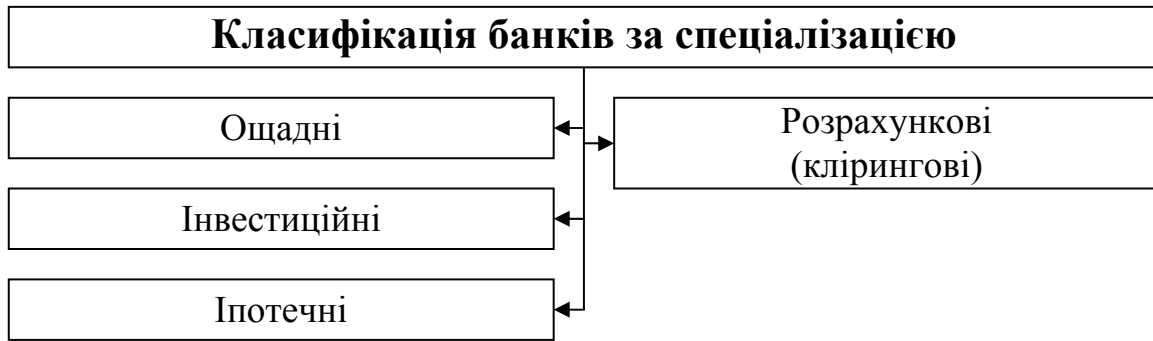 Класифікація банків за спеціалізацією
Ощадні
Розрахункові
(клірингові)
Інвестиційні
Іпотечні